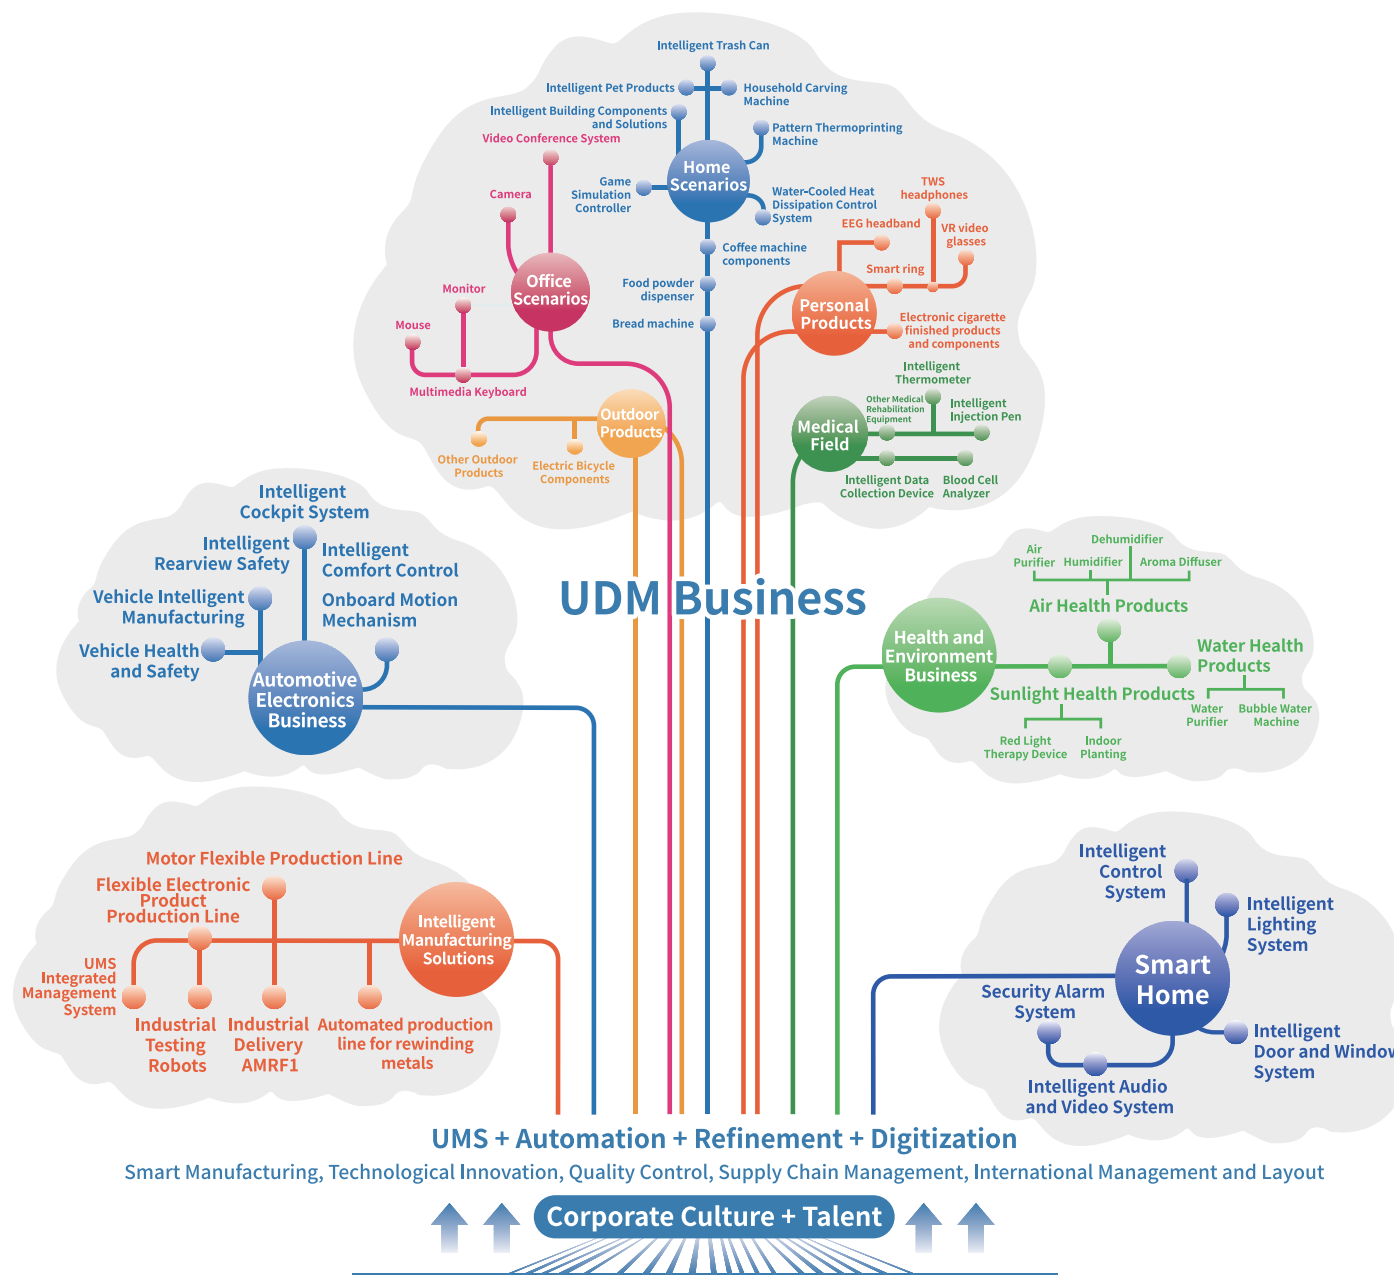 Intelligent Trash Can
Intelligent Pet Products
Household Carving
Machine
Intelligent Building Components
and Solutions
Pattern Thermoprinting
Machine
Home
Scenarios
Game
Simulation
Controller
Water-Cooled Heat
Dissipation Control
System
Coffee machine
components
Food powder
dispenser
Bread machine
Video Conference System
Camera
Office
Scenarios
Monitor
Mouse
Multimedia Keyboard
TWS
headphones
EEG headband
VR video
glasses
Smart ring
Personal
Products
Electronic cigarette
finished products
and components
Outdoor
Products
Other Outdoor
Products
Electric Bicycle
Components
Intelligent
Thermometer
Other Medical
Rehabilitation
Equipment
Intelligent
Injection Pen
Medical
Field
Intelligent Data
Collection Device
Blood Cell
Analyzer
UDM Business
Intelligent
Cockpit System
Intelligent
Rearview Safety
Intelligent
Comfort Control
Vehicle Intelligent
Manufacturing
Onboard Motion
Mechanism
Vehicle Health
and Safety
Automotive
Electronics
Business
Dehumidifier
Air
Purifier
Humidifier
Aroma Diffuser
Air Health Products
Health and
Environment
Business
Water Health
Products
Sunlight Health Products
Water
Purifier
Bubble Water
Machine
Red Light
Therapy Device
Indoor
Planting
Motor Flexible Production Line
Flexible Electronic
Product
Production Line
Intelligent
Manufacturing
Solutions
UMS
Integrated
Management
System
Industrial
Testing
Robots
Industrial
Delivery
AMRF1
Automated production
line for rewinding
metals
Intelligent
Control
System
Intelligent
Lighting
System
Smart
Home
Security Alarm
System
Intelligent
Door and Window
System
Intelligent Audio
and Video System
UMS + Automation + Refinement + Digitization
Smart Manufacturing, Technological Innovation, Quality Control, Supply Chain Management, International Management and Layout
Corporate Culture + Talent